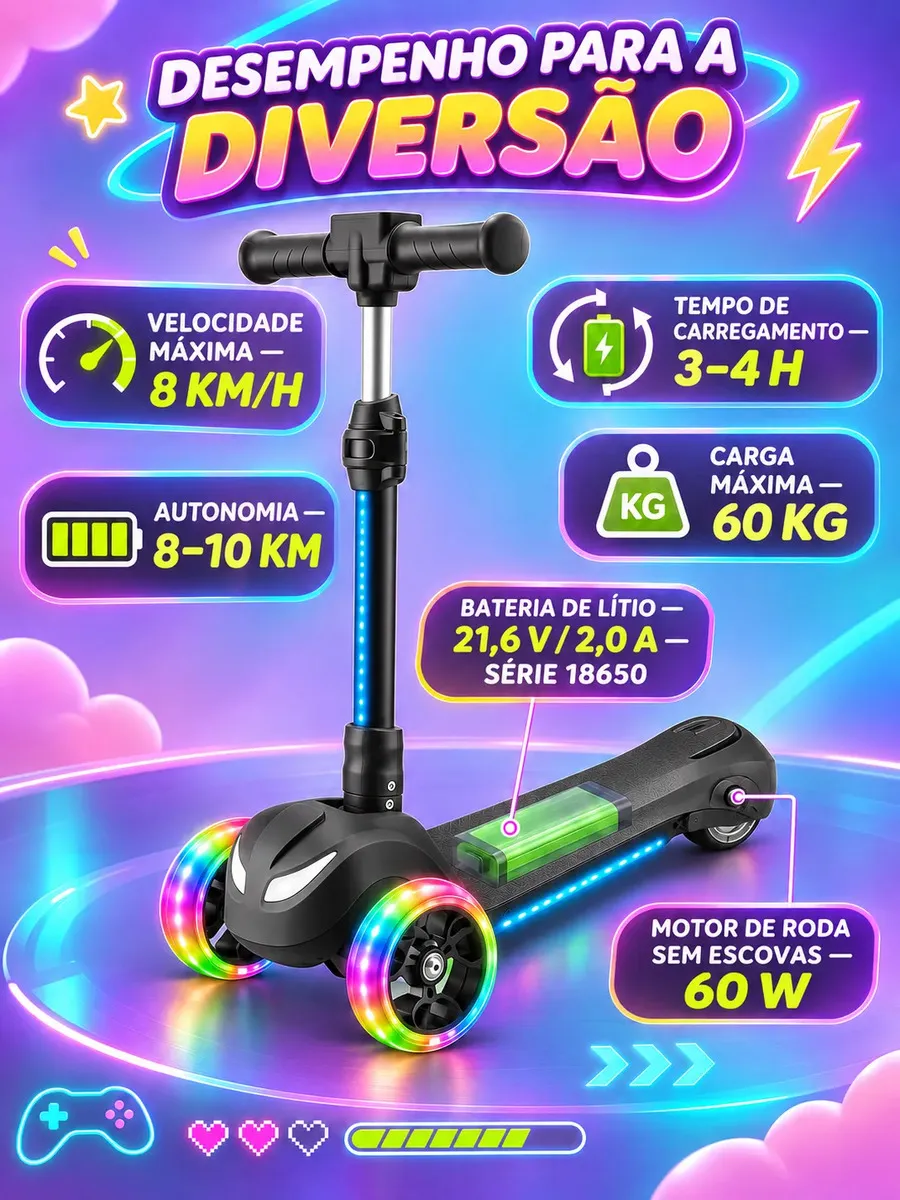 DESEMPENHO PARA A
DIVERSÃO
VELOCIDADE
MÁXIMA —
8 KM/H
TEMPO DE
CARREGAMENTO —
3–4 H
AUTONOMIA —
8–10 KM
KG
CARGA
MÁXIMA —
60 KG
BATERIA DE LÍTIO —
21,6 V / 2,0 A —
SÉRIE 18650
MOTOR DE RODA
SEM ESCOVAS —
60 W